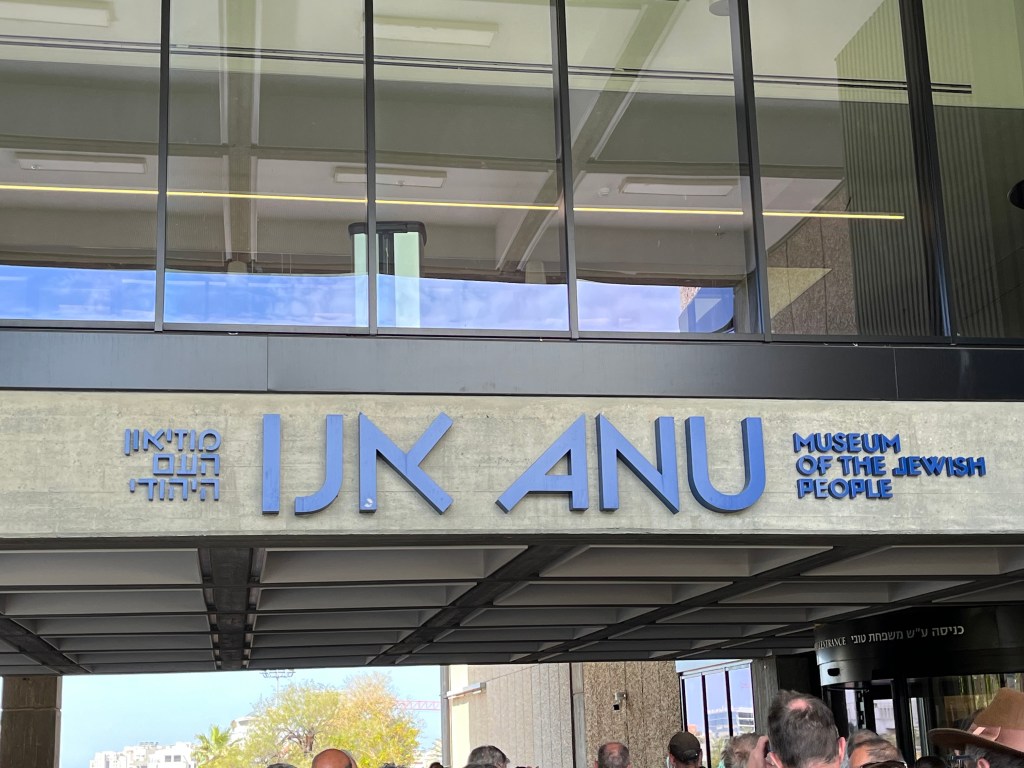 מוזיאון
העם
היהודי
אנו ANU
MUSEUM
OF THE JEWISH
PEOPLE
כניסה ע"ש משפחת טובי
ENTRANCE